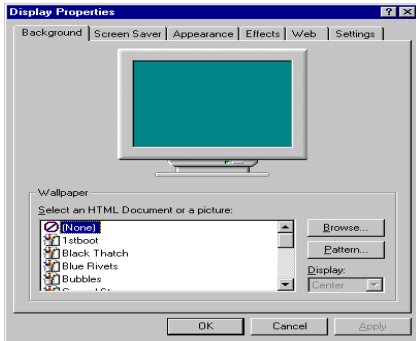 Display Properties
Background Screen Saver Appearance Effects Web Settings
Wallpaper
Select an HTML Document or a picture:
(None)
1stboot
Black Thatch
Blue Rivets
Bubbles
Browse...
Pattern...
Display:
Center
OK Cancel Apply